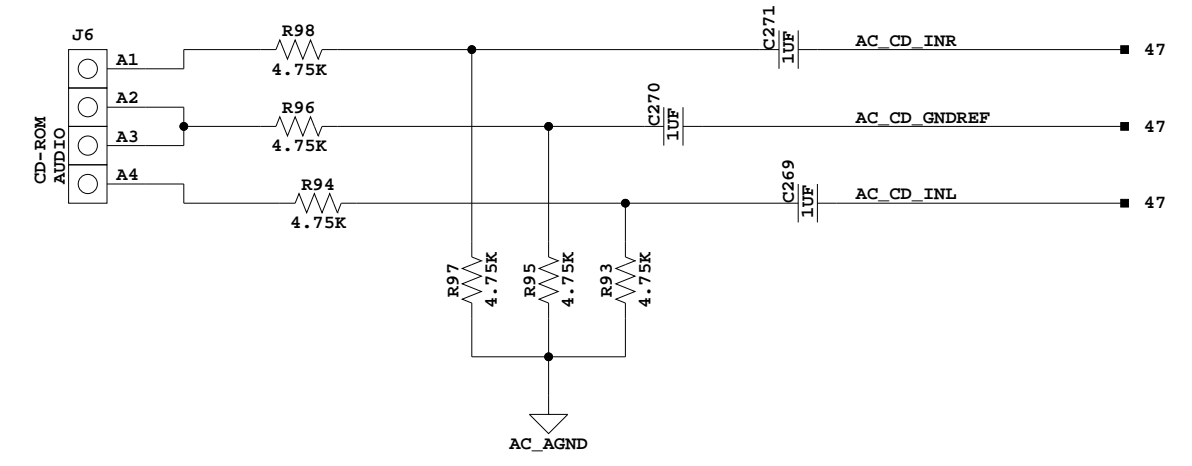 J6
A1
A2
A3
A4
CD-ROM
AUDIO
R98
4.75K
R96
4.75K
R94
4.75K
C271
1UF
AC_CD_INR
47
C270
1UF
AC_CD_GNDREF
47
C269
1UF
AC_CD_INL
47
R97
4.75K
R95
4.75K
R93
4.75K
AC_AGND